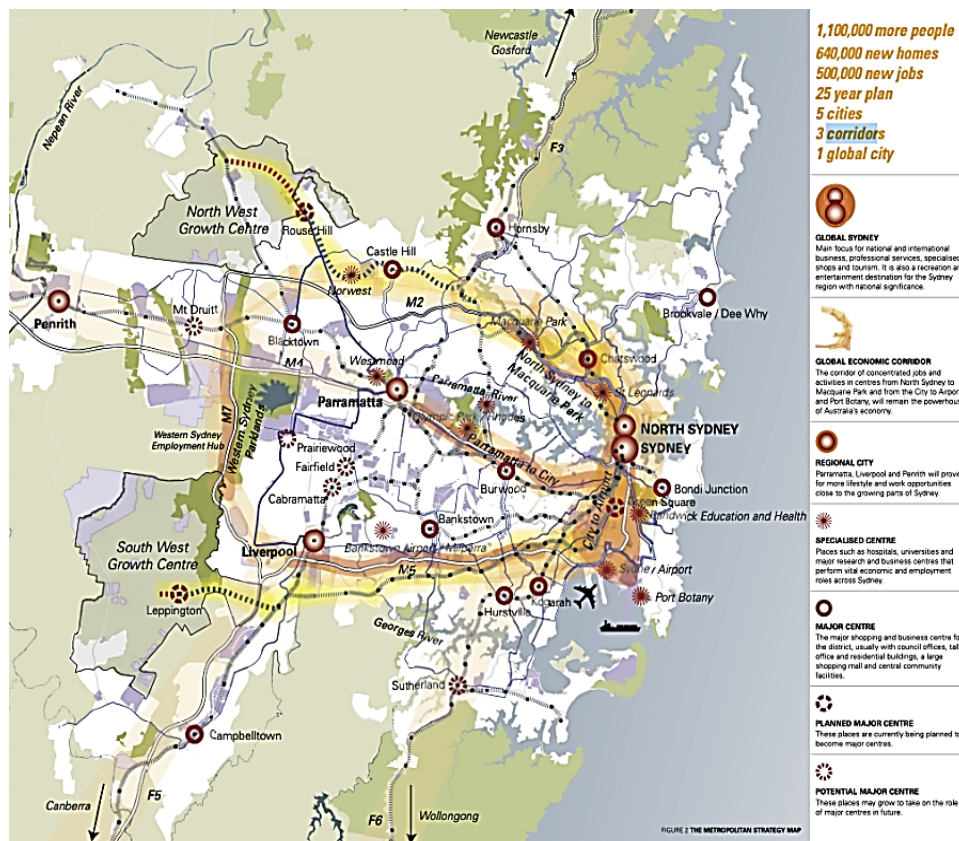 Newcastle
Gosford
Nepean River
F3
North West
Growth Centre
Rouse Hill
Hornsby
Castle Hill
Norwest
M2
Penrith
Mt Druitt
Brookvale / Dee Why
Macquarie Park
Blacktown
M4
Chatswood
Westmead
North Sydney to
Macquarie Park
St Leonards
Parramatta River
Parramatta
M7
Western Sydney
Parklands
Olympic Park / Rhodes
NORTH SYDNEY
SYDNEY
Western Sydney
Employment Hub
Prairiewood
Fairfield
Parramatta to City
Cabramatta
Burwood
Bondi Junction
Green Square
Randwick Education and Health
City to Airport
Bankstown
South West
Growth Centre
Liverpool
Bankstown Airport / Milperra
M5
Sydney Airport
Leppington
Kogarah
Hurstville
Port Botany
Georges River
Sutherland
Campbelltown
Canberra
F5
F6
Wollongong
FIGURE 2 THE METROPOLITAN STRATEGY MAP
1,100,000 more people
640,000 new homes
500,000 new jobs
25 year plan
5 cities
3 corridors
1 global city
GLOBAL SYDNEY
Main focus for national and international
business, professional services, specialised
shops and tourism. It is also a recreation and
entertainment destination for the Sydney
region with national significance.
GLOBAL ECONOMIC CORRIDOR
The corridor of concentrated jobs and
activities in centres from North Sydney to
Macquarie Park and from the City to Airport
and Port Botany, will remain the powerhouse
of Australia's economy.
REGIONAL CITY
Parramatta, Liverpool and Penrith will provide
for more lifestyle and work opportunities
close to the growing parts of Sydney.
SPECIALISED CENTRE
Places such as hospitals, universities and
major research and business centres that
perform vital economic and employment
roles across Sydney.
MAJOR CENTRE
The major shopping and business centre for
the district, usually with council offices, tall
office and residential buildings, a large
shopping mall and central community
facilities.
PLANNED MAJOR CENTRE
These places are currently being planned to
become major centres.
POTENTIAL MAJOR CENTRE
These places may grow to take on the role
of major centres in future.